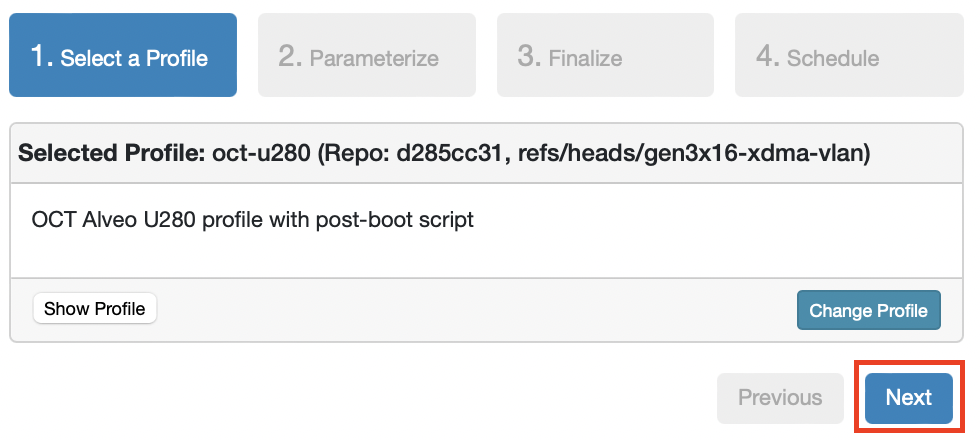 1. Select a Profile 2. Parameterize 3. Finalize 4. Schedule
Selected Profile: oct-u280 (Repo: d285cc31, refs/heads/gen3x16-xdma-vlan)
OCT Alveo U280 profile with post-boot script
Show Profile Change Profile
Previous Next